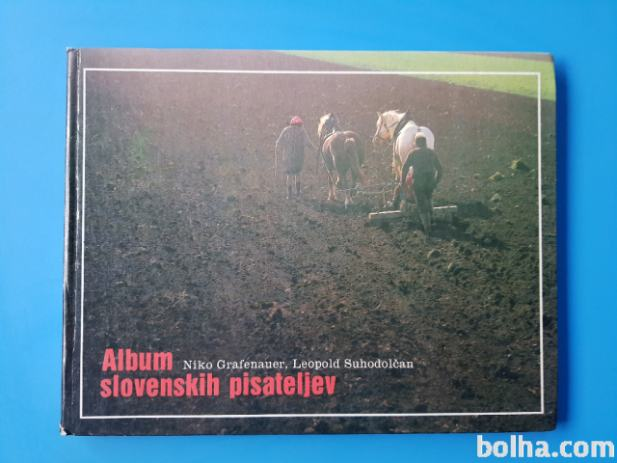 Album Niko Grafenauer, Leopold Suhodolčan
slovenskih pisateljev
bolha.com